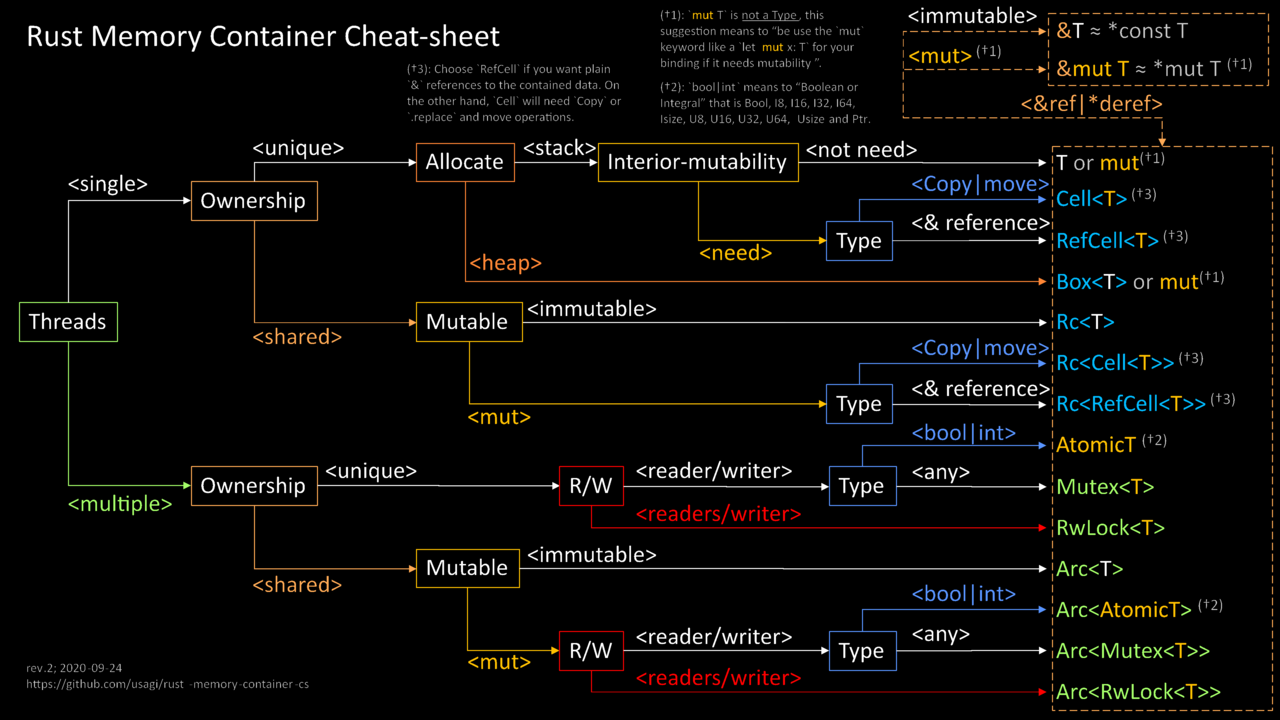 Rust Memory Container Cheat-sheet
(†1): `mut T` is not a Type , this
suggestion means to “be use the `mut`
keyword like a `let mut x: T` for your
binding if it needs mutability ”.
(†3): Choose `RefCell` if you want plain
`&` references to the contained data. On
the other hand, `Cell` will need `Copy` or
`.replace` and move operations.
(†2): `bool|int` means to “Boolean or
Integral” that is Bool, I8, I16, I32, I64,
Isize, U8, U16, U32, U64, Usize and Ptr.
<immutable>
&T ≈ *const T
<mut> (†1)
&mut T ≈ *mut T (†1)
<&ref|*deref>
<unique>
Allocate
<stack>
Interior-mutability
<not need>
T or mut(†1)
<single>
Ownership
<Copy|move>
Cell<T> (†3)
<& reference>
Type
RefCell<T> (†3)
<need>
<heap>
Box<T> or mut(†1)
Threads
<shared>
Mutable
<immutable>
Rc<T>
<Copy|move>
Rc<Cell<T>> (†3)
<mut>
Type
<& reference>
Rc<RefCell<T>> (†3)
<bool|int>
AtomicT (†2)
<multiple>
Ownership
<unique>
R/W
<reader/writer>
Type
<any>
Mutex<T>
<readers/writer>
RwLock<T>
<shared>
Mutable
<immutable>
Arc<T>
<bool|int>
Arc<AtomicT> (†2)
<mut>
R/W
<reader/writer>
Type
<any>
Arc<Mutex<T>>
<readers/writer>
Arc<RwLock<T>>
rev.2; 2020-09-24
https://github.com/usagi/rust -memory-container-cs